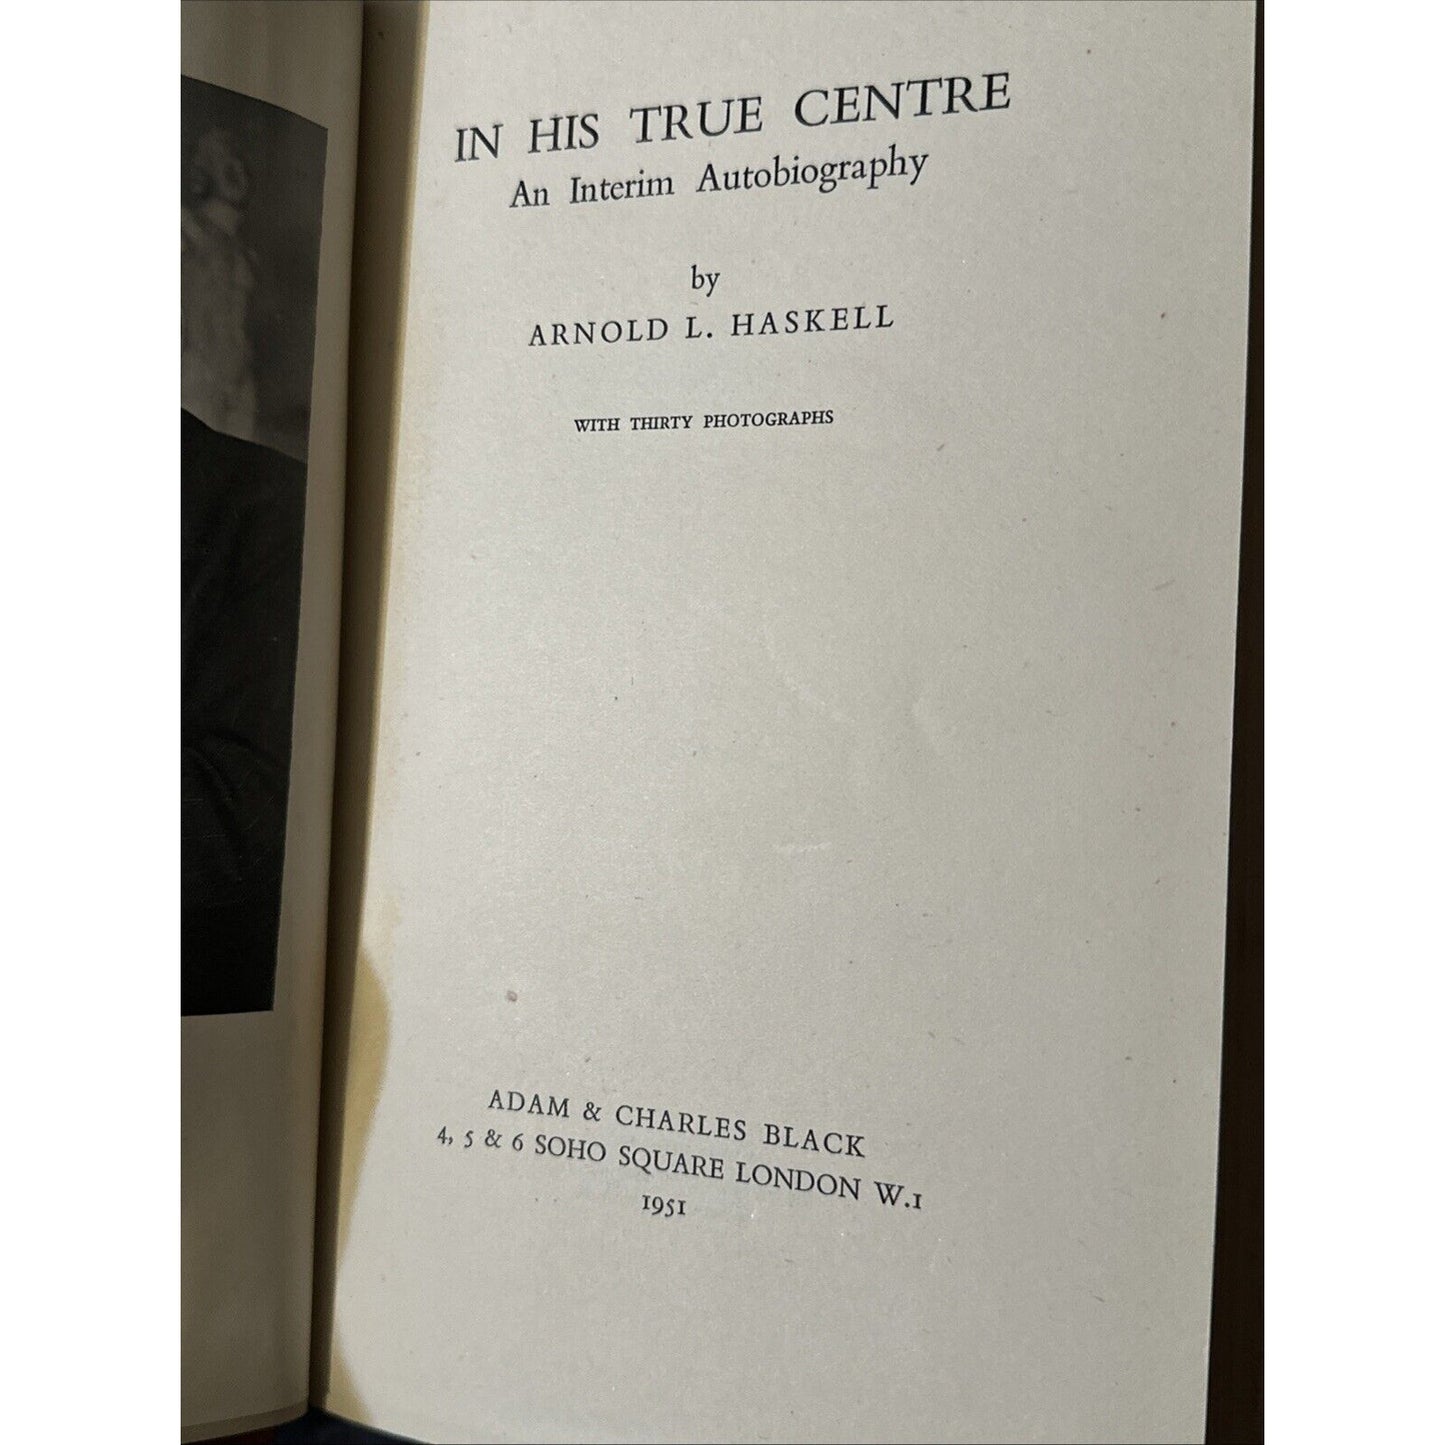 IN HIS TRUE CENTRE
An Interim Autobiography
by
ARNOLD L. HASKELL
WITH THIRTY PHOTOGRAPHS
ADAM & CHARLES BLACK
4, 5 & 6 SOHO SQUARE LONDON W.1
1951